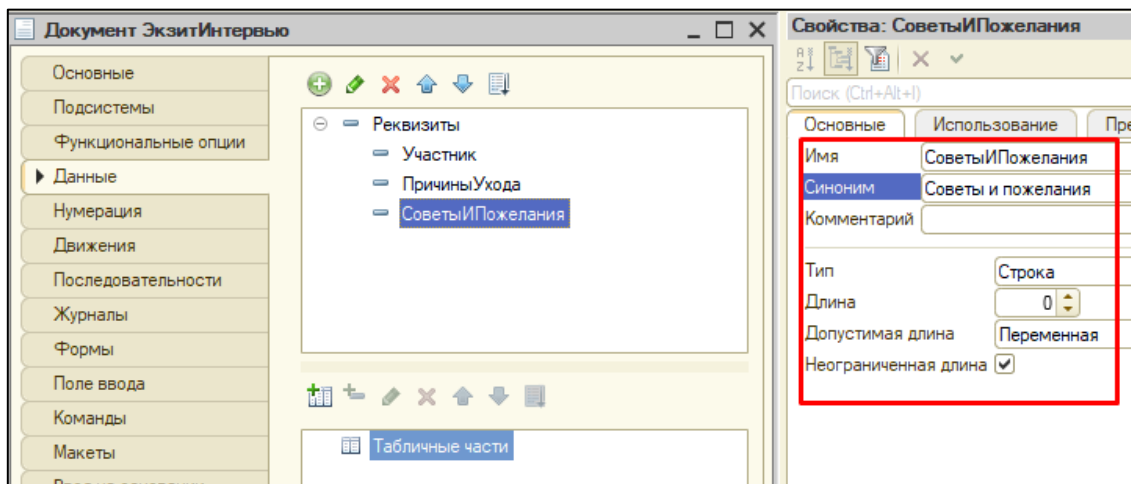 Документ ЭкзитИнтервью
Основные
Подсистемы
Функциональные опции
Данные
Нумерация
Движения
Последовательности
Журналы
Формы
Поле ввода
Команды
Макеты
Реквизиты
Участник
ПричиныУхода
СоветыИПожелания
Табличные части
Свойства: СоветыИПожелания
Поиск (Ctrl+Alt+I)
Основные Использование
Имя СоветыИПожелания
Синоним Советы и пожелания
Комментарий
Тип Строка
Длина 0
Допустимая длина Переменная
Неограниченная длина